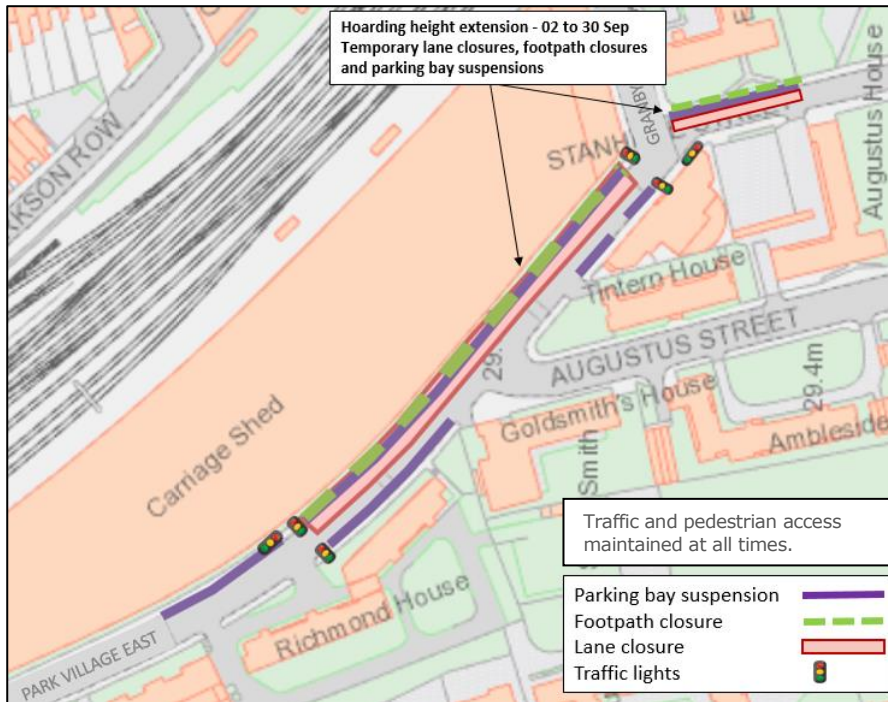 Hoarding height extension - 02 to 30 Sep
Temporary lane closures, footpath closures
and parking bay suspensions
GRANBY
STANH
Augustus House
Tintern House
AUGUSTUS STREET
29.
Goldsmith's House
29.4m
Ambleside
Smith
Carriage Shed
Richmond House
PARK VILLAGE EAST
Traffic and pedestrian access
maintained at all times.
Parking bay suspension
Footpath closure
Lane closure
Traffic lights